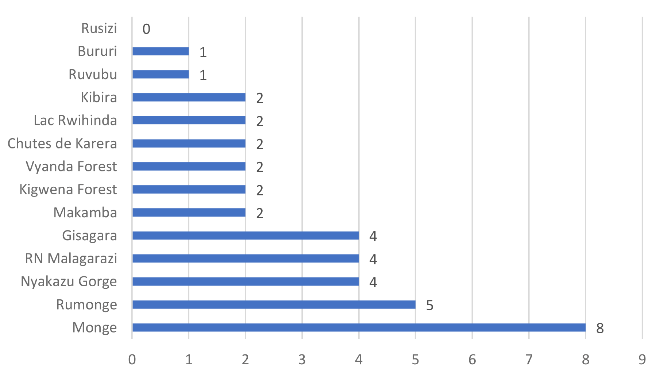 Rusizi 0
Bururi 1
Ruvubu 1
Kibira 2
Lac Rwihinda 2
Chutes de Karera 2
Vyanda Forest 2
Kigwena Forest 2
Makamba 2
Gisagara 4
RN Malagarazi 4
Nyakazu Gorge 4
Rumonge 5
Monge 8
0 1 2 3 4 5 6 7 8 9